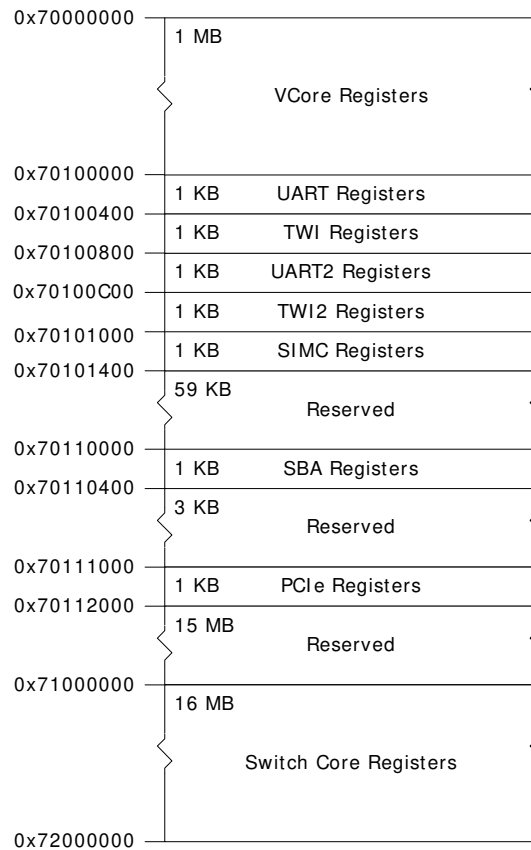 0x70000000
1 MB
VCore Registers
0x70100000
1 KB UART Registers
0x70100400
1 KB TWI Registers
0x70100800
1 KB UART2 Registers
0x70100C00
1 KB TWI2 Registers
0x70101000
1 KB SIMC Registers
0x70101400
59 KB
Reserved
0x70110000
1 KB SBA Registers
0x70110400
3 KB
Reserved
0x70111000
1 KB PCIe Registers
0x70112000
15 MB
Reserved
0x71000000
16 MB
Switch Core Registers
0x72000000